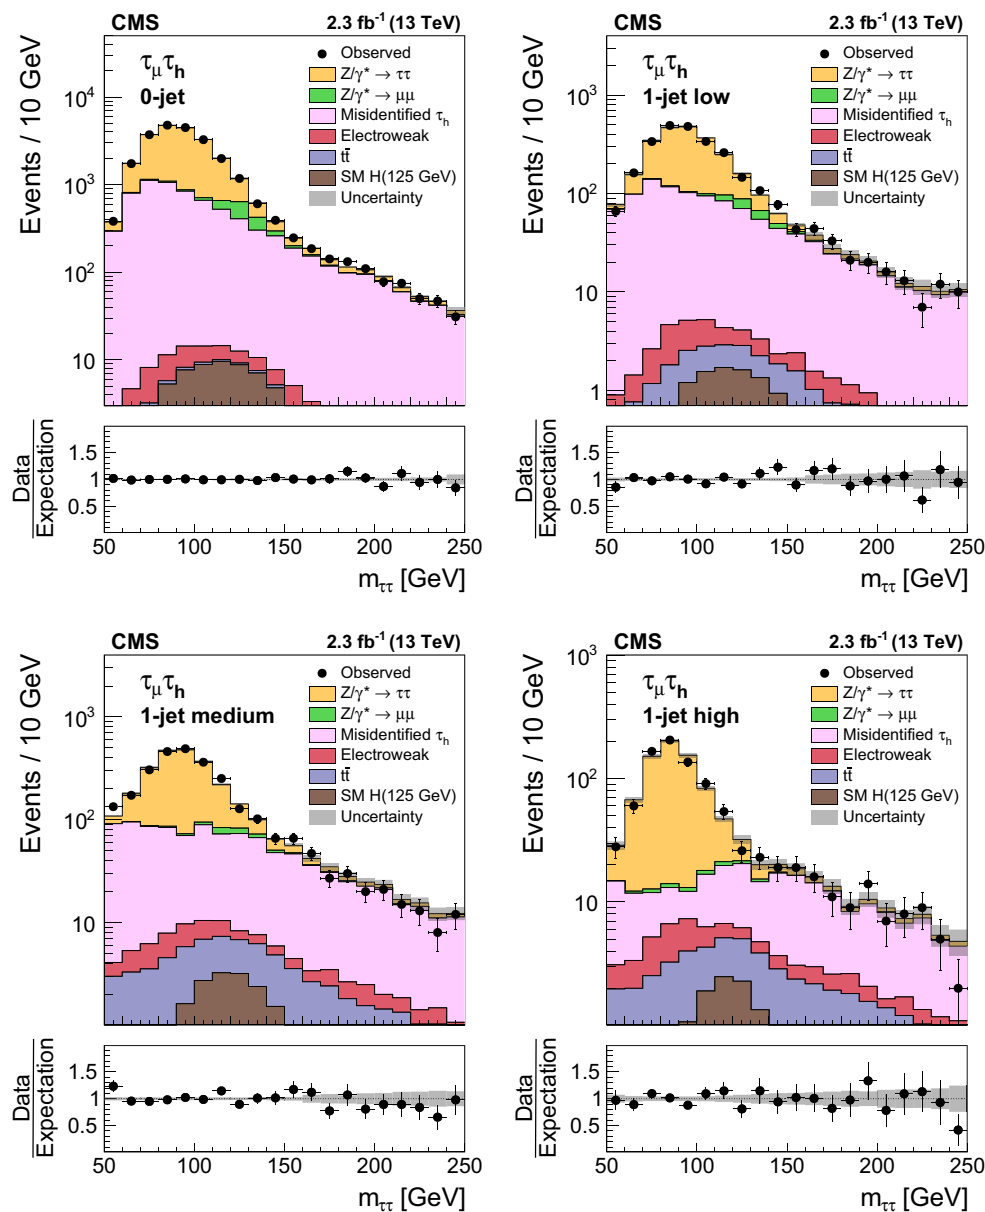 CMS 2.3 fb⁻¹ (13 TeV)
Events / 10 GeV
τμτh
0-jet
Observed
Z/γ* → ττ
Z/γ* → μμ
Misidentified τh
Electroweak
tt̄
SM H(125 GeV)
Uncertainty
10⁴
10³
10²
10
Data
Expectation
1.5
1
0.5
50 100 150 200 250
mττ [GeV]
CMS 2.3 fb⁻¹ (13 TeV)
Events / 10 GeV
τμτh
1-jet low
Observed
Z/γ* → ττ
Z/γ* → μμ
Misidentified τh
Electroweak
tt̄
SM H(125 GeV)
Uncertainty
10³
10²
10
1
Data
Expectation
1.5
1
0.5
50 100 150 200 250
mττ [GeV]
CMS 2.3 fb⁻¹ (13 TeV)
Events / 10 GeV
τμτh
1-jet medium
Observed
Z/γ* → ττ
Z/γ* → μμ
Misidentified τh
Electroweak
tt̄
SM H(125 GeV)
Uncertainty
10³
10²
10
Data
Expectation
1.5
1
0.5
50 100 150 200 250
mττ [GeV]
CMS 2.3 fb⁻¹ (13 TeV)
Events / 10 GeV
τμτh
1-jet high
Observed
Z/γ* → ττ
Z/γ* → μμ
Misidentified τh
Electroweak
tt̄
SM H(125 GeV)
Uncertainty
10³
10²
10
Data
Expectation
1.5
1
0.5
50 100 150 200 250
mττ [GeV]